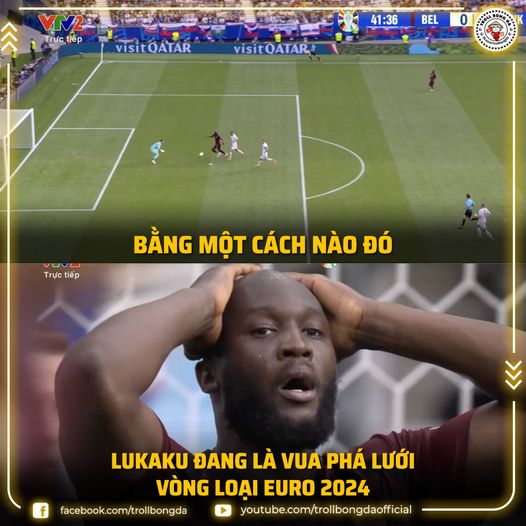 VTV2
Trực tiếp
41:36 BEL 0
visit QATAR
visit QATAR
BẰNG MỘT CÁCH NÀO ĐÓ
VTV2
Trực tiếp
LUKAKU ĐANG LÀ VUA PHÁ LƯỚI
VÒNG LOẠI EURO 2024
facebook.com/trollbongda
youtube.com/trollbongdaofficial